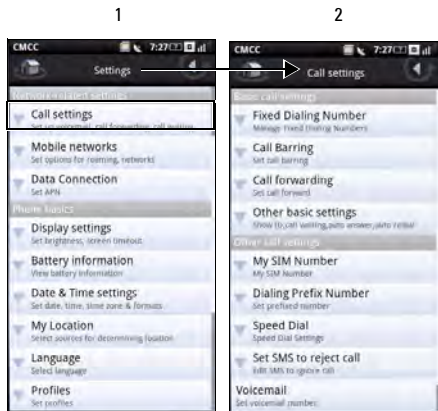 1
CMCC 7:27
Settings
Network related settings
Call settings
Set up voicemail, call forwarding, call waiting
Mobile networks
Set options for roaming, networks
Data Connection
Set APN
Phone basics
Display settings
Set brightness, screen timeout
Battery information
View battery information
Date & Time settings
Set date, time, time zone & formats
My Location
Select sources for determining location
Language
Select language
Profiles
Set profiles
2
CMCC 7:27
Call settings
Basic call settings
Fixed Dialing Number
Manage Fixed Dialing Numbers
Call Barring
Set call barring
Call forwarding
Set call forward
Other basic settings
Show ID,call waiting,auto answer,auto redial
Other call settings
My SIM Number
My SIM Number
Dialing Prefix Number
Set prefixed number
Speed Dial
Speed Dial Settings
Set SMS to reject call
Edit SMS to ignore call
Voicemail
Set voicemail number